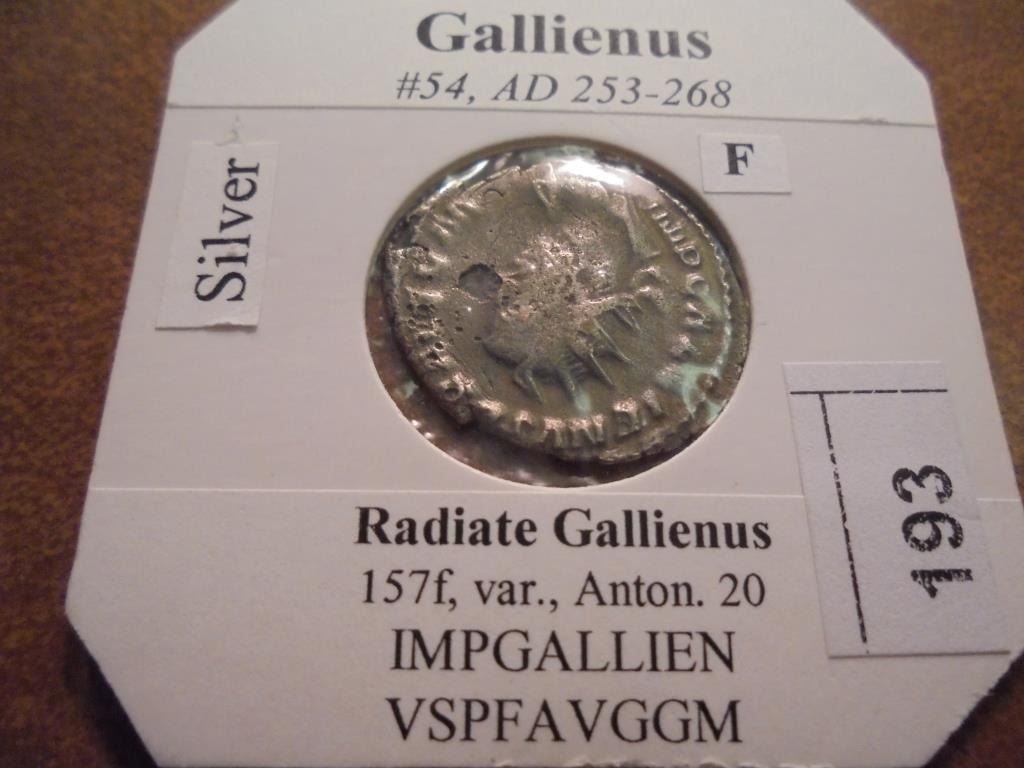 Gallienus
#54, AD 253-268
Silver
F
193
Radiate Gallienus
157f, var., Anton. 20
IMPGALLIEN
VSPFAVGGM